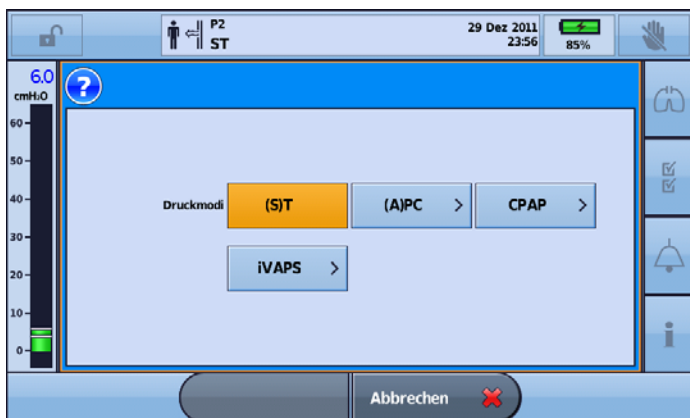 P2
ST
29 Dez 2011
23:56
85%
6.0
cmH2O
60
50
40
30
20
10
0
?
Druckmodi
(S)T
(A)PC >
CPAP >
iVAPS >
Abbrechen
i